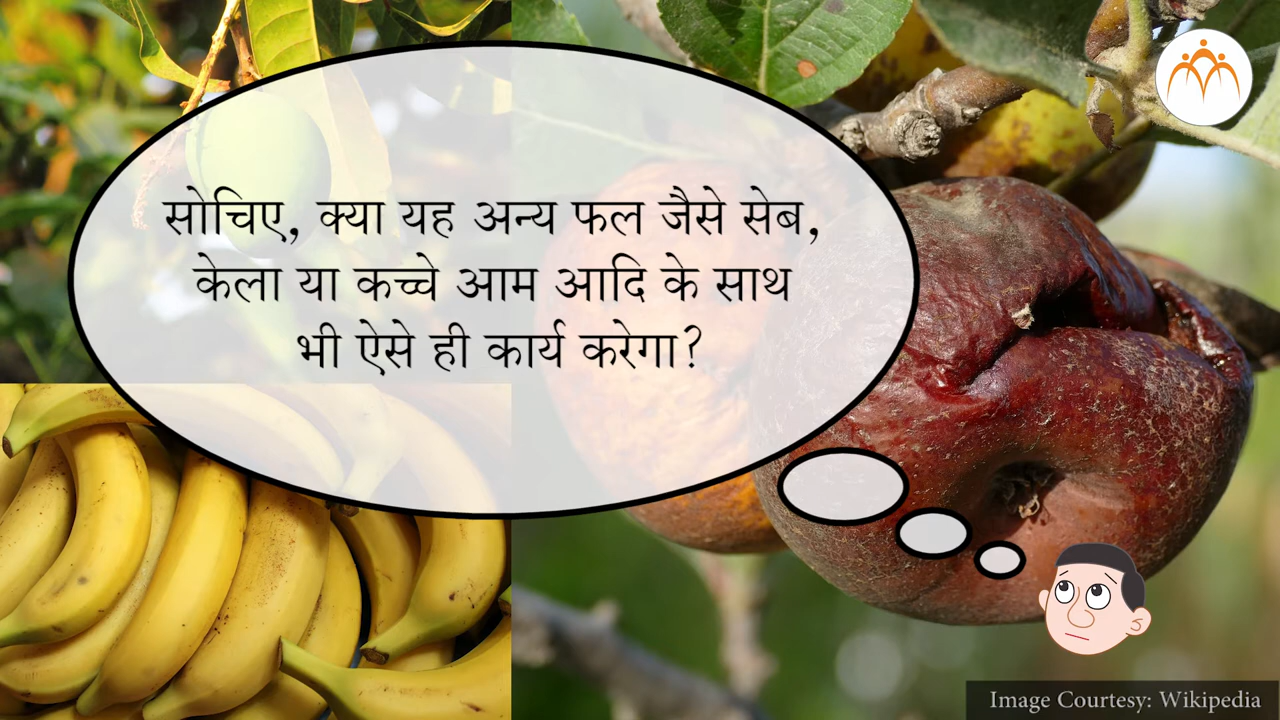 सोचिए, क्या यह अन्य फल जैसे सेब,
केला या कच्चे आम आदि के साथ
भी ऐसे ही कार्य करेगा?
Image Courtesy: Wikipedia